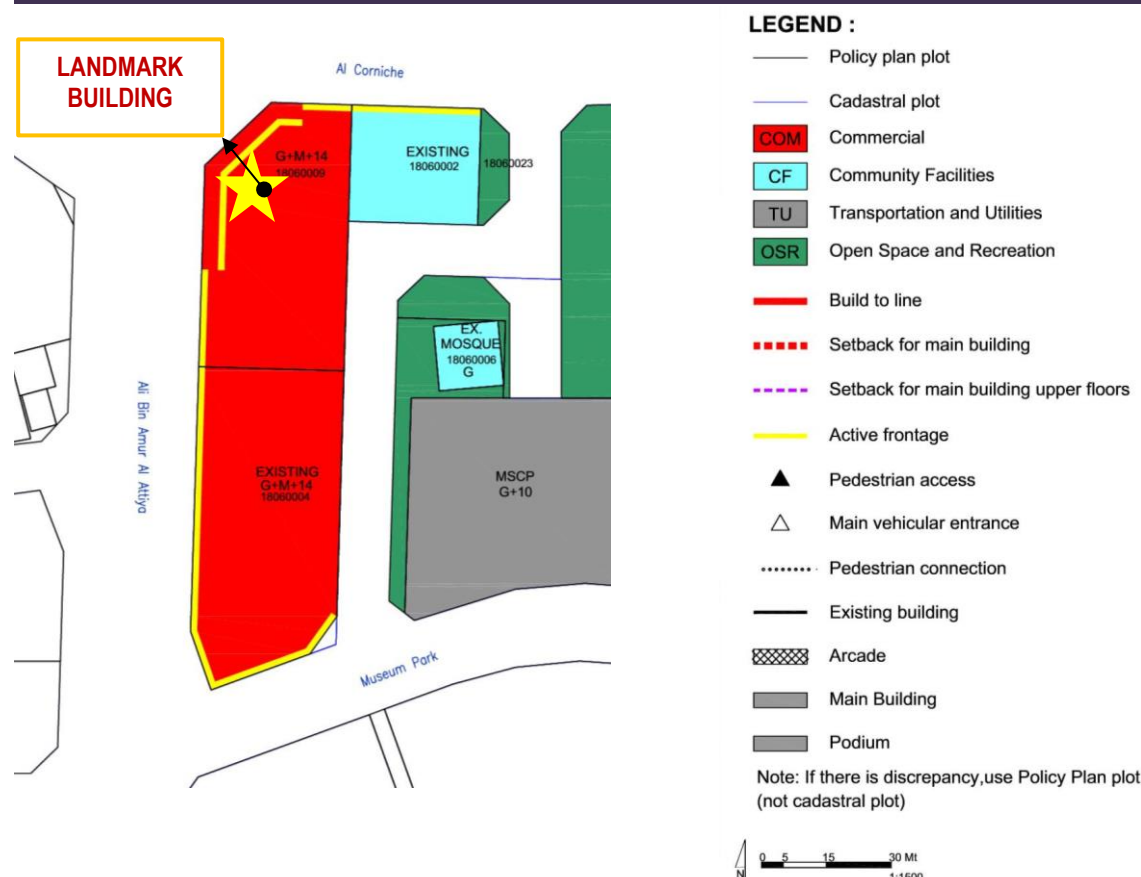 LANDMARK
BUILDING
Al Corniche
G+M+14
18060009
EXISTING
18060002
18060023
EX.
MOSQUE
18060006
G
Ali Bin Amur Al Attiya
EXISTING
G+M+14
18060004
MSCP
G+10
Museum Park
LEGEND :
Policy plan plot
Cadastral plot
COM Commercial
CF Community Facilities
TU Transportation and Utilities
OSR Open Space and Recreation
Build to line
Setback for main building
Setback for main building upper floors
Active frontage
Pedestrian access
Main vehicular entrance
Pedestrian connection
Existing building
Arcade
Main Building
Podium
Note: If there is discrepancy,use Policy Plan plot
(not cadastral plot)
N
0 5 15 30 Mt
1:1500